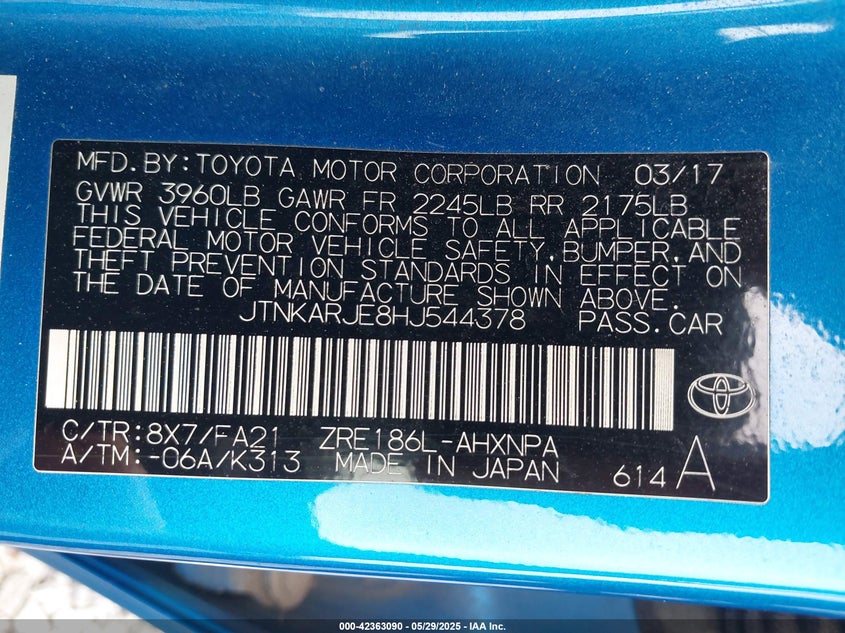 MFD.BY:TOYOTA MOTOR CORPORATION 03/17
GVWR 3960LB GAWR FR 2245LB RR 2175LB
THIS VEHICLE CONFORMS TO ALL APPLICABLE
FEDERAL MOTOR VEHICLE SAFETY,BUMPER,AND
THEFT PREVENTION STANDARDS IN EFFECT ON
THE DATE OF MANUFACTURE SHOWN ABOVE.
JTNKARJE8HJ544378 PASS.CAR
C/TR:8X7/FA21 ZRE186L-AHXNPA
A/TM:-06A/K313 MADE IN JAPAN 614A
000-42363090 - 05/29/2025 - IAA Inc.